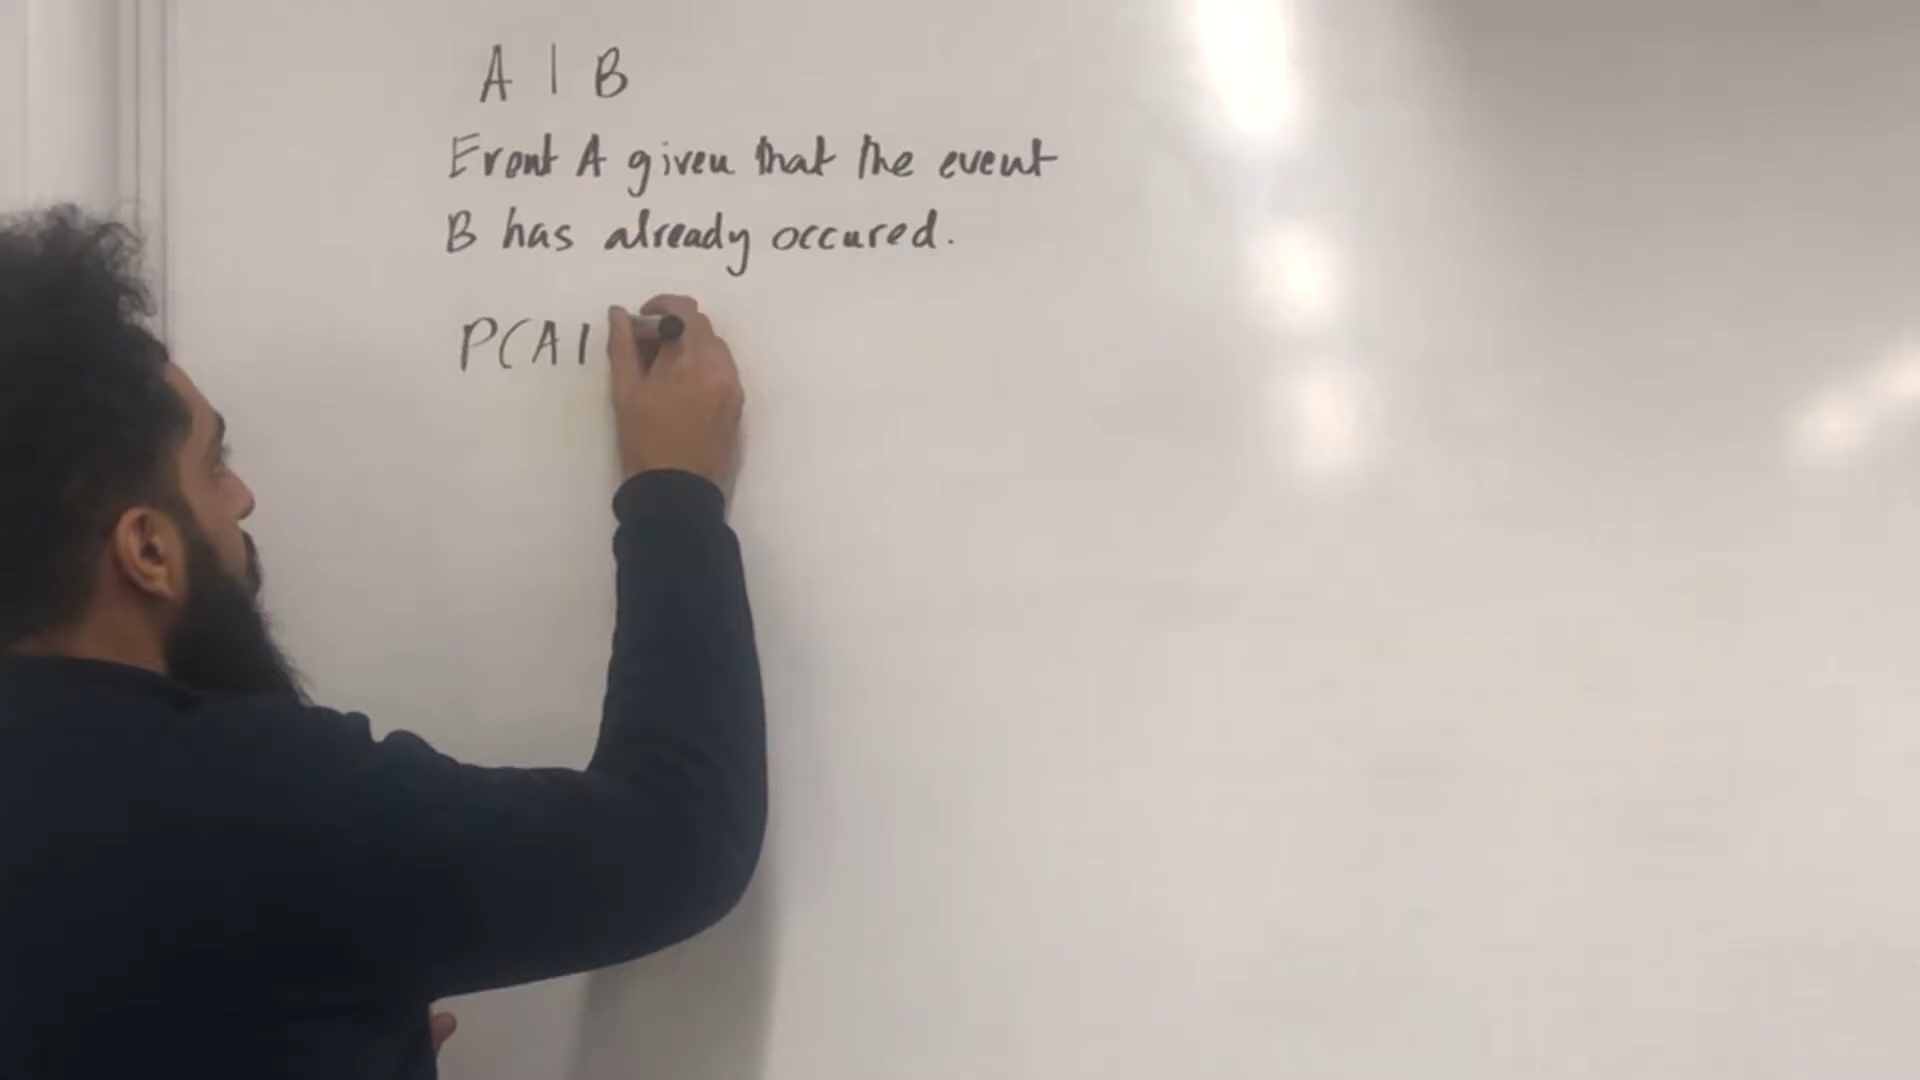 A | B
Event A given that the event
B has already occured.
P(A |